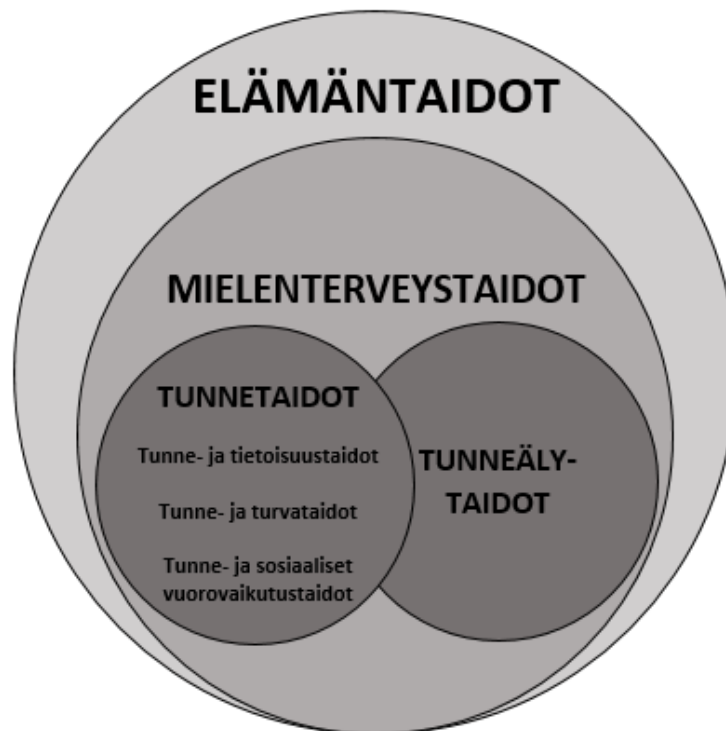 ELÄMÄNTAIDOT
MIELENTERVEYSTAIDOT
TUNNETAIDOT
Tunne- ja tietoisuustaidot
Tunne- ja turvataidot
Tunne- ja sosiaaliset
vuorovaikutustaidot
TUNNEÄLY-
TAIDOT